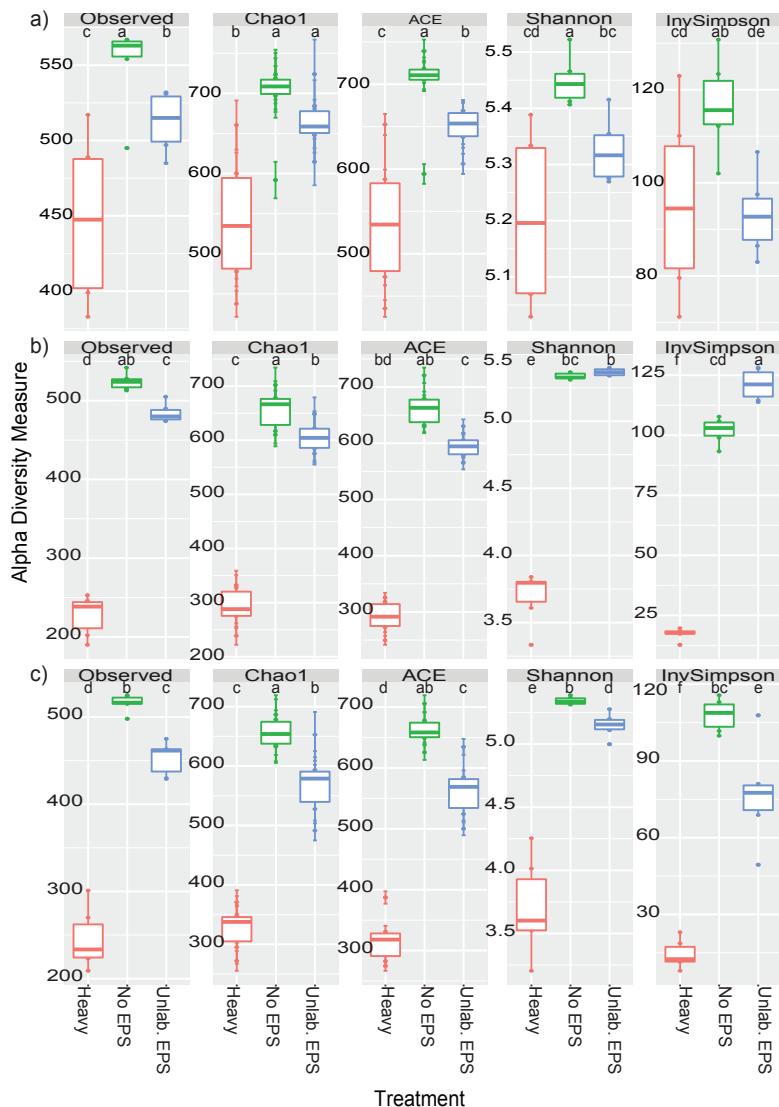 a)
Observed Chao1 ACE Shannon InvSimpson
c a b b a a c a b cd a bc cd ab de
550 500 450 400
700 600 500
700 600 500
5.5 5.4 5.3 5.2 5.1
120 100 80
b)
Observed Chao1 ACE Shannon InvSimpson
d b c c a b bd ab c e bc b f cd a
500 450 250 200
700 600 500 400 300 200
700 600 500 400 300
5.5 5.3 4.5 4.0 3.5
125 100 75 50 25
c)
Observed Chao1 ACE Shannon InvSimpson
d b c c a b d ab c e b d f bc e
500 450 250 200
700 600 500 400 300
700 600 500 400 300
5.0 4.5 4.0 3.5
120 90 60 30
Alpha Diversity Measure
Heavy No EPS Unlab. EPS Heavy No EPS Unlab. EPS Heavy No EPS Unlab. EPS Heavy No EPS Unlab. EPS Heavy No EPS Unlab. EPS
Treatment